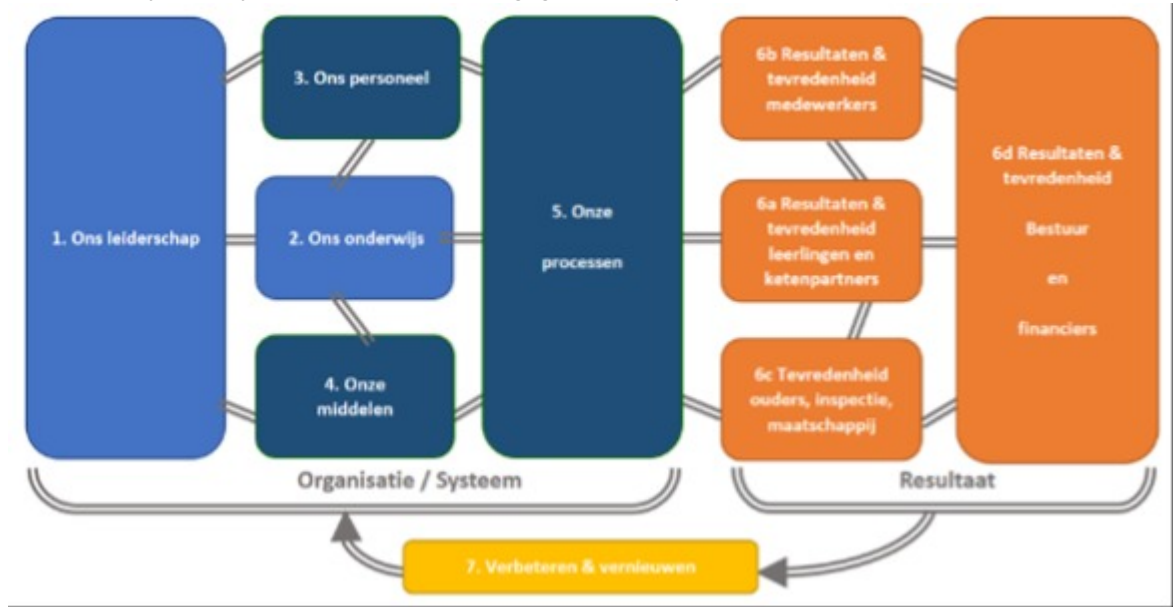 1. Ons leiderschap
3. Ons personeel
2. Ons onderwijs
4. Onze
middelen
5. Onze
processen
6b Resultaten &
tevredenheid
medewerkers
6a Resultaten &
tevredenheid
leerlingen en
ketenpartners
6c Tevredenheid
ouders, inspectie,
maatschappij
6d Resultaten &
tevredenheid
Bestuur
en
financiers
Organisatie / Systeem
Resultaat
7. Verbeteren & vernieuwen